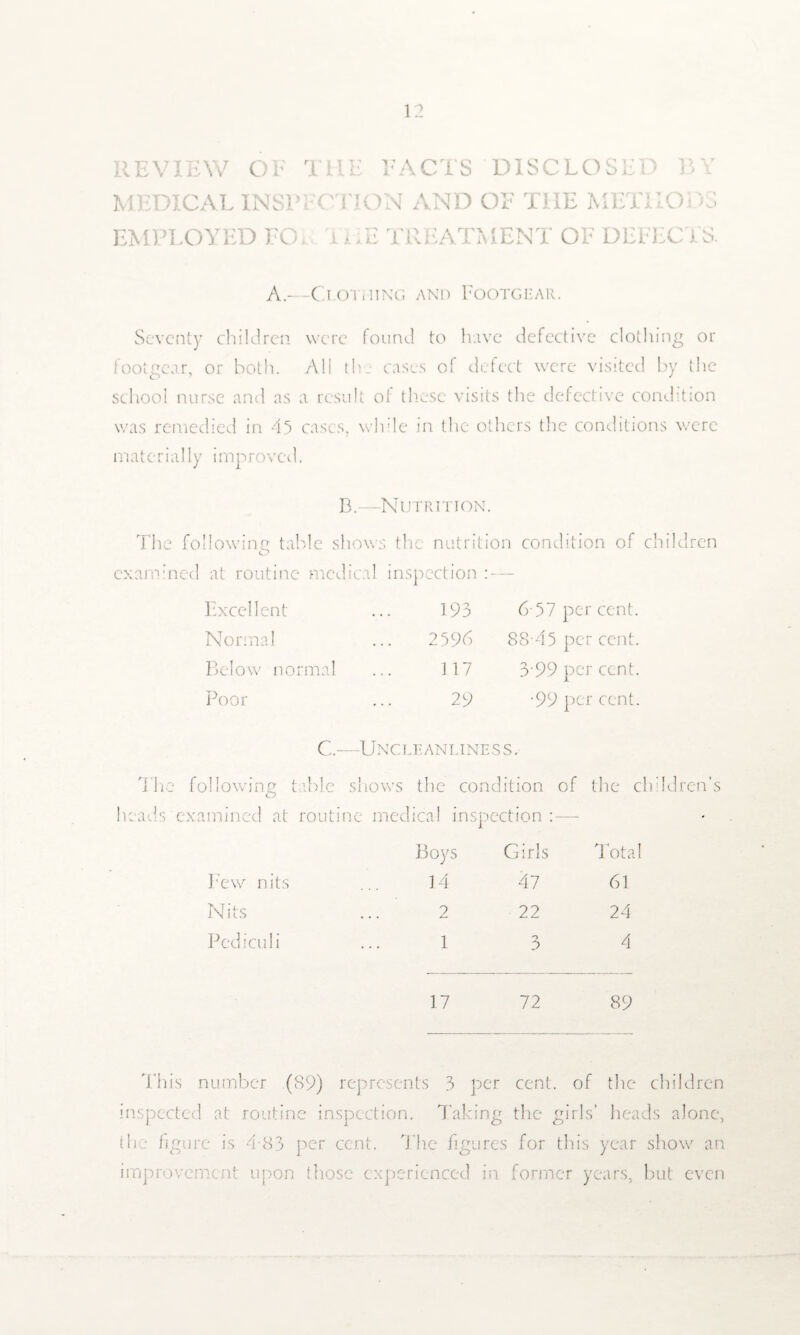 12
REVIEW OF THE FACTS DISCLOSED BY
MEDICAL INSPECTION AND OF THE METHODS
EMPLOYED FOR THE TREATMENT OF DEFECTS.
A.—CLOTHING AND FOOTGEAR.
Seventy children were found to have defective clothing or
footgear, or both. All the cases of defect were visited by the
school nurse and as a result of these visits the defective condition
was remedied in 45 cases, while in the others the conditions were
materially improved.
B.—NUTRITION.
The following table shows the nutrition condition of children
examined at routine medical inspection :—
Excellent ... 193 6·57 per cent.
Normal ... 2596 88·45 per cent.
Below normal ... 117 3·99 per cent.
Poor ... 29 ·99 per cent.
C.—UNCLEANLINESS.
The following table shows the condition of the children's
heads examined at routine medical inspection :—
Boys Girls Total
Few nits ... 14 47 61
Nits ... 2 22 24
Pediculi ... 1 3 4
17 72 89
This number (89) represents 3 per cent. of the children
inspected at routine inspection. Taking the girls' heads alone,
the figure is 4·83 per cent. The figures for this year show an
improvement upon those experienced in former years, but even